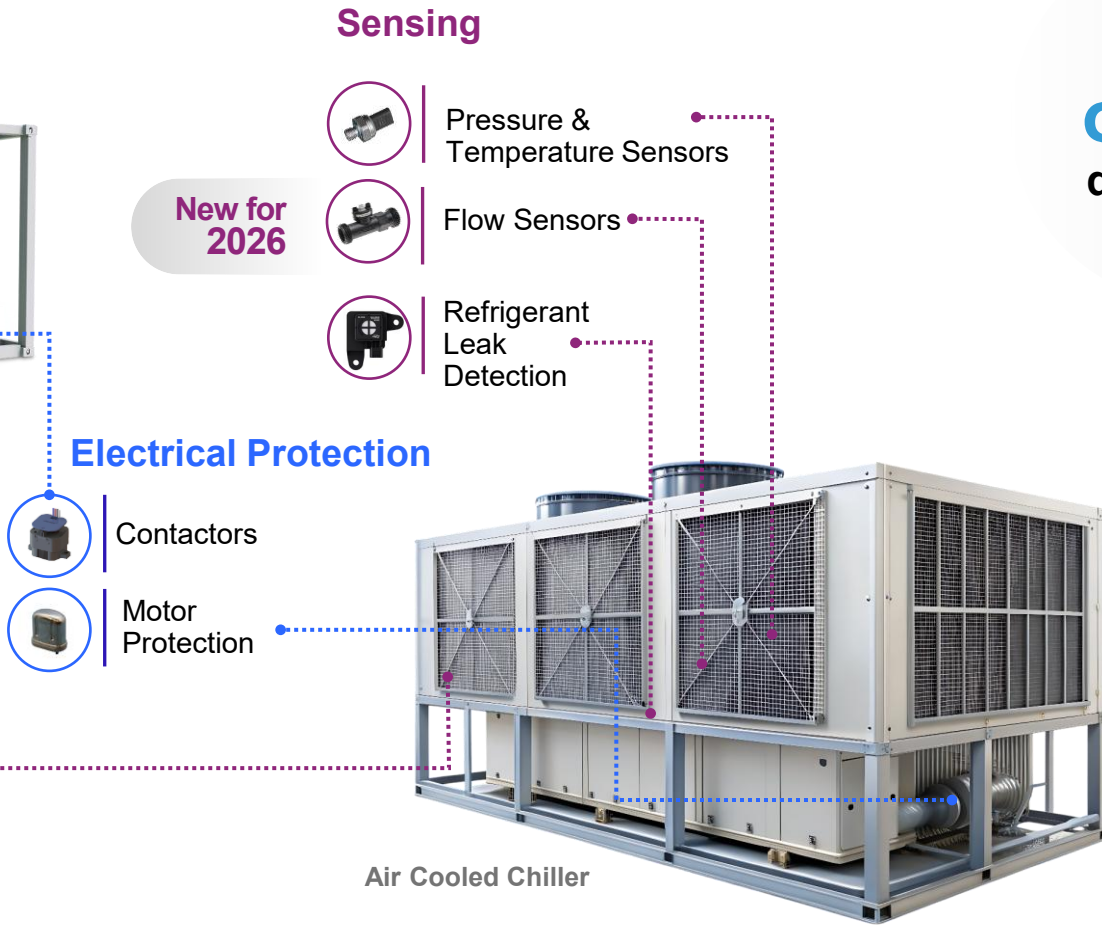 Sensing
Pressure &
Temperature Sensors
New for
2026
Flow Sensors
Refrigerant
Leak
Detection
Electrical Protection
Contactors
Motor
Protection
Air Cooled Chiller